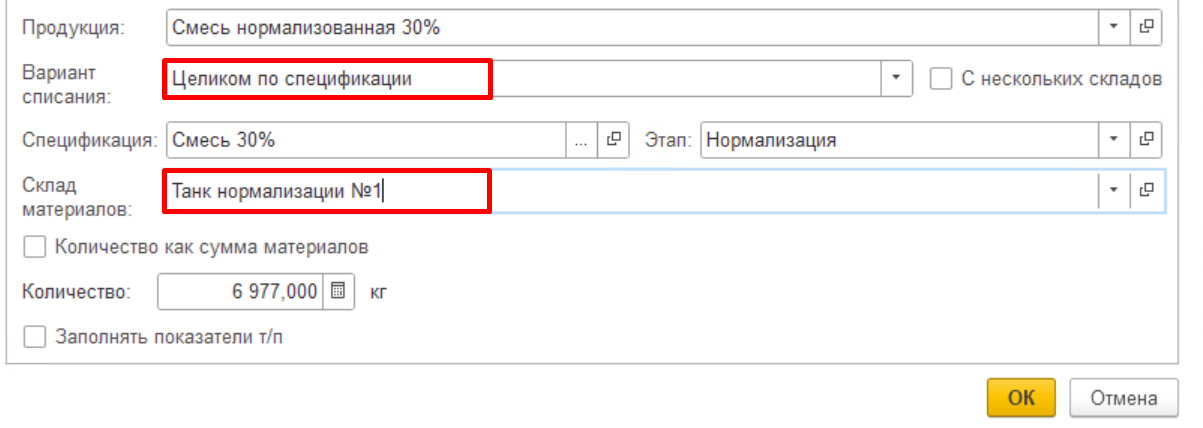 Продукция: Смесь нормализованная 30%
Вариант списания: Целиком по спецификации С нескольких складов
Спецификация: Смесь 30% ... Этап: Нормализация
Склад материалов: Танк нормализации №1
Количество как сумма материалов
Количество: 6 977,000 кг
Заполнять показатели т/п
ОК Отмена